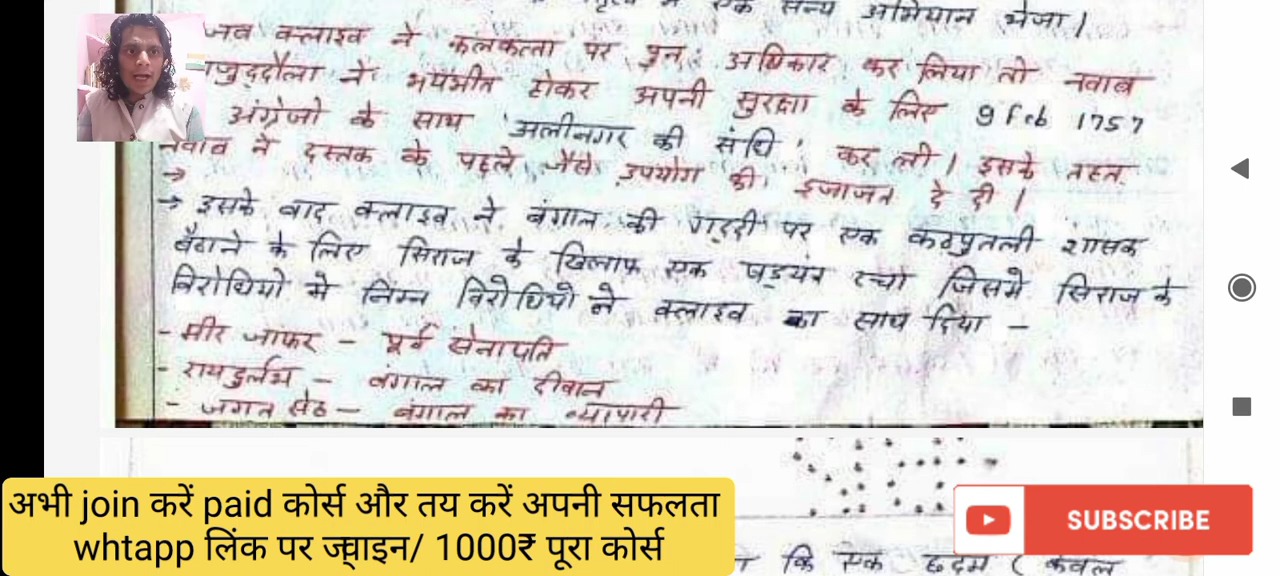 एक सैन्य अभियान भेजा।
जब क्लाइव ने कलकत्ता पर पुन: अधिकार कर लिया तो नवाब
ने भयभीत होकर अपनी सुरक्षा के लिए 9 Feb 1757
अंग्रेजो के साथ 'अलीनगर की संधि' कर ली। इसके तहत
नवाब ने दस्तक के पहले जैसे उपयोग की इजाजत दे दी।
→
→ इसके बाद क्लाइव ने बंगाल की गद्दी पर एक कठपुतली शासक
बैठाने के लिए सिराज के खिलाफ एक षड्यंत्र रचा जिसमे सिराज के
विरोधियो मे निम्न विरोधियो ने क्लाइव का साथ दिया –
- मीर जाफर - पूर्व सेनापति
- रायदुर्लभ - बंगाल का दीवान
- जगत सेठ - बंगाल का व्यापारी
कि एक छद्म ( केवल
अभी join करें paid कोर्स और तय करें अपनी सफलता
whtapp लिंक पर ज्वाइन/ 1000₹ पूरा कोर्स
SUBSCRIBE